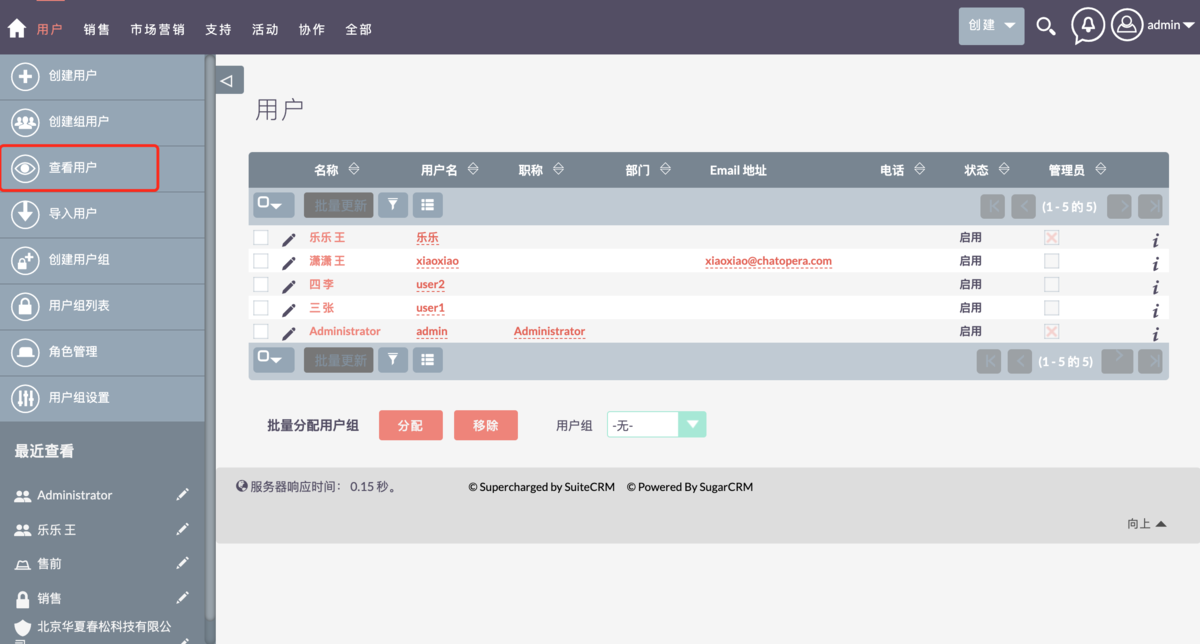 用户 销售 市场营销 支持 活动 协作 全部 创建 admin
创建用户
创建组用户
查看用户
导入用户
创建用户组
用户组列表
角色管理
用户组设置
最近查看
Administrator
乐乐 王
售前
销售
北京华夏春松科技有限公
用户
名称 用户名 职称 部门 Email 地址 电话 状态 管理员
批量更新 (1 - 5 的 5)
乐乐 王 乐乐 启用
潇潇 王 xiaoxiao xiaoxiao@chatopera.com 启用
四 李 user2 启用
三 张 user1 启用
Administrator admin Administrator 启用
批量更新 (1 - 5 的 5)
批量分配用户组 分配 移除 用户组 -无-
服务器响应时间: 0.15 秒。 © Supercharged by SuiteCRM © Powered By SugarCRM
向上